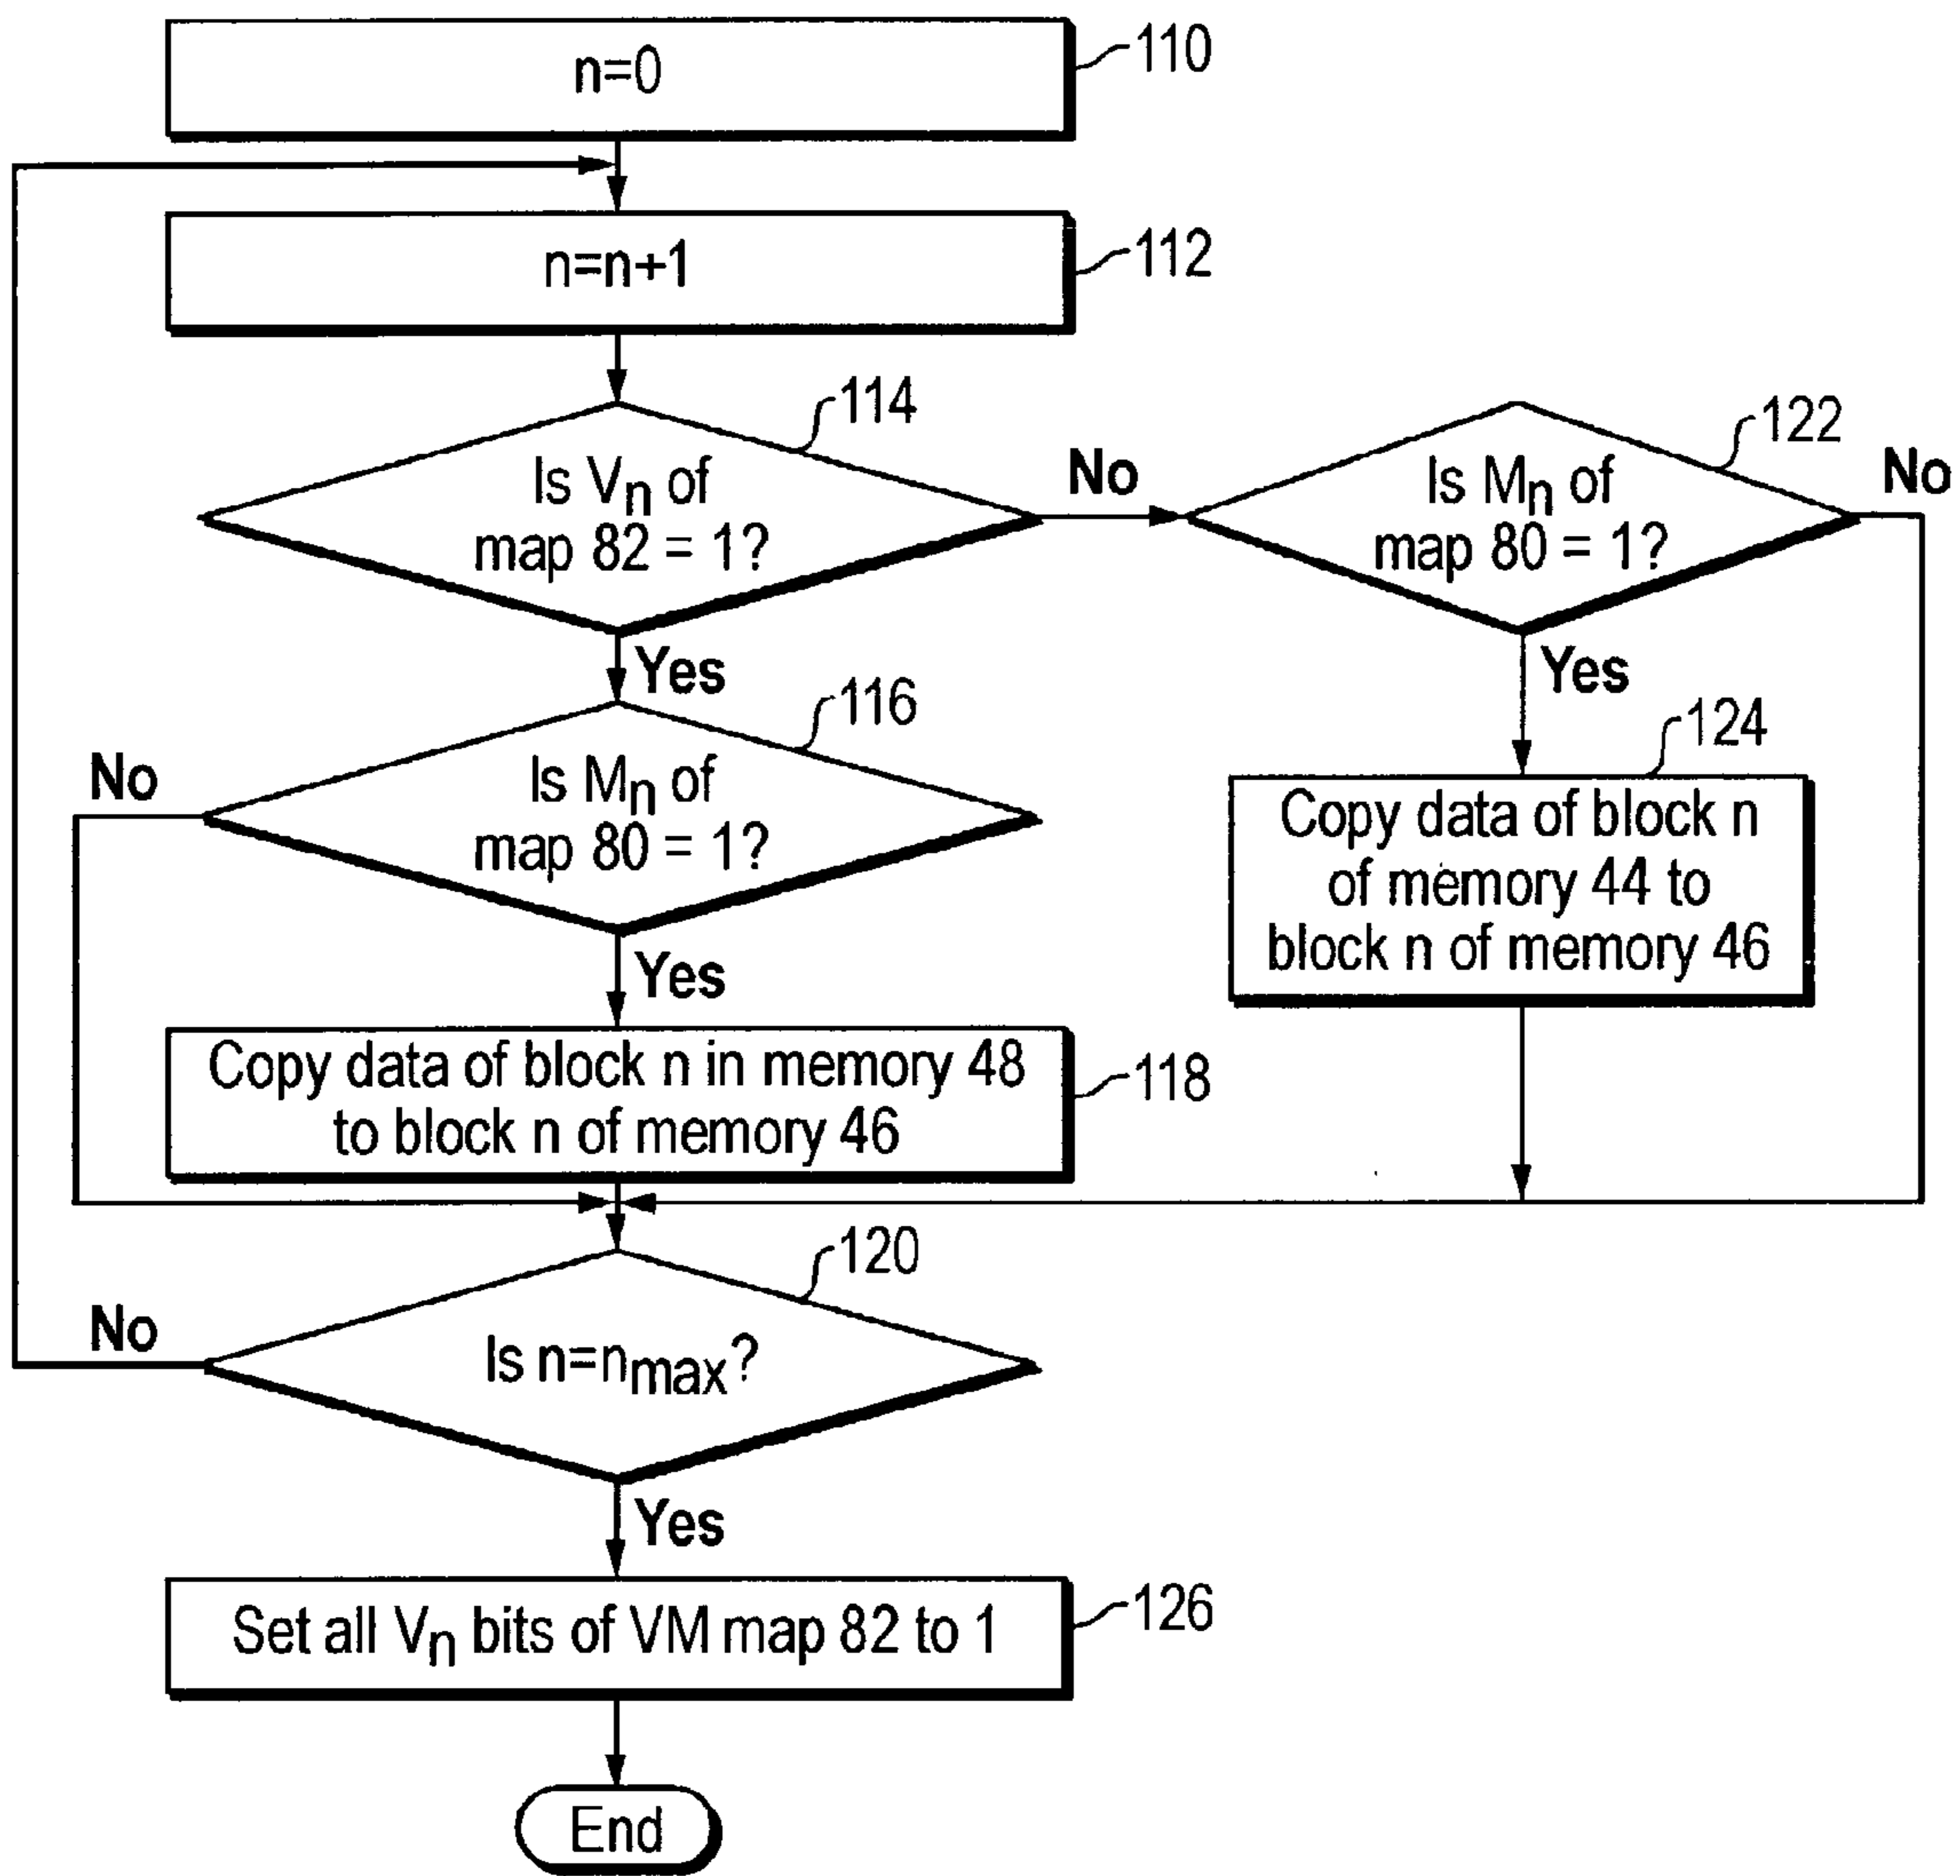 n=0
110
n=n+1
112
114
Is Vn of
map 82 = 1?
No
122
Is Mn of
map 80 = 1?
No
Yes
Yes
116
Is Mn of
map 80 = 1?
No
124
Copy data of block n
of memory 44 to
block n of memory 46
Yes
Copy data of block n in memory 48
to block n of memory 46
118
120
Is n=nmax?
No
Yes
Set all Vn bits of VM map 82 to 1
126
End